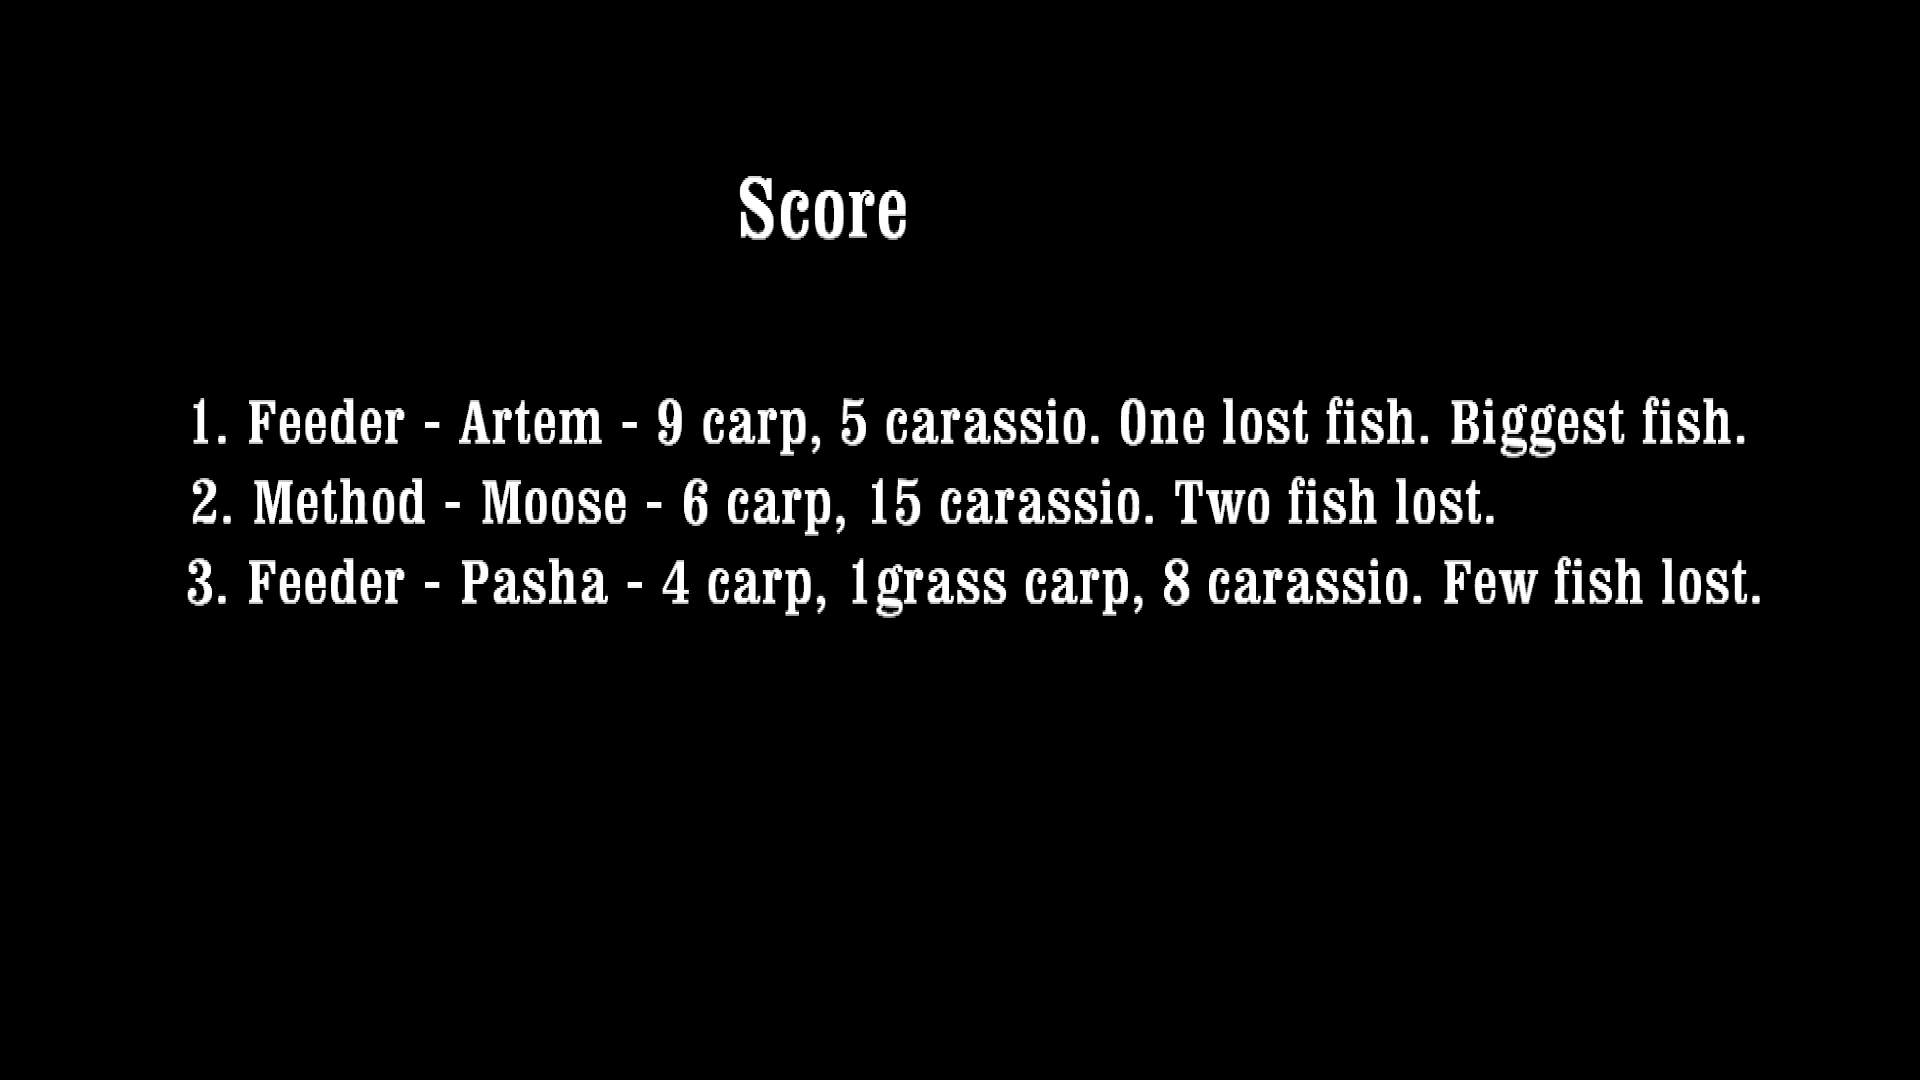 Score
1. Feeder - Artem - 9 carp, 5 carassio. One lost fish. Biggest fish.
2. Method - Moose - 6 carp, 15 carassio. Two fish lost.
3. Feeder - Pasha - 4 carp, 1grass carp, 8 carassio. Few fish lost.